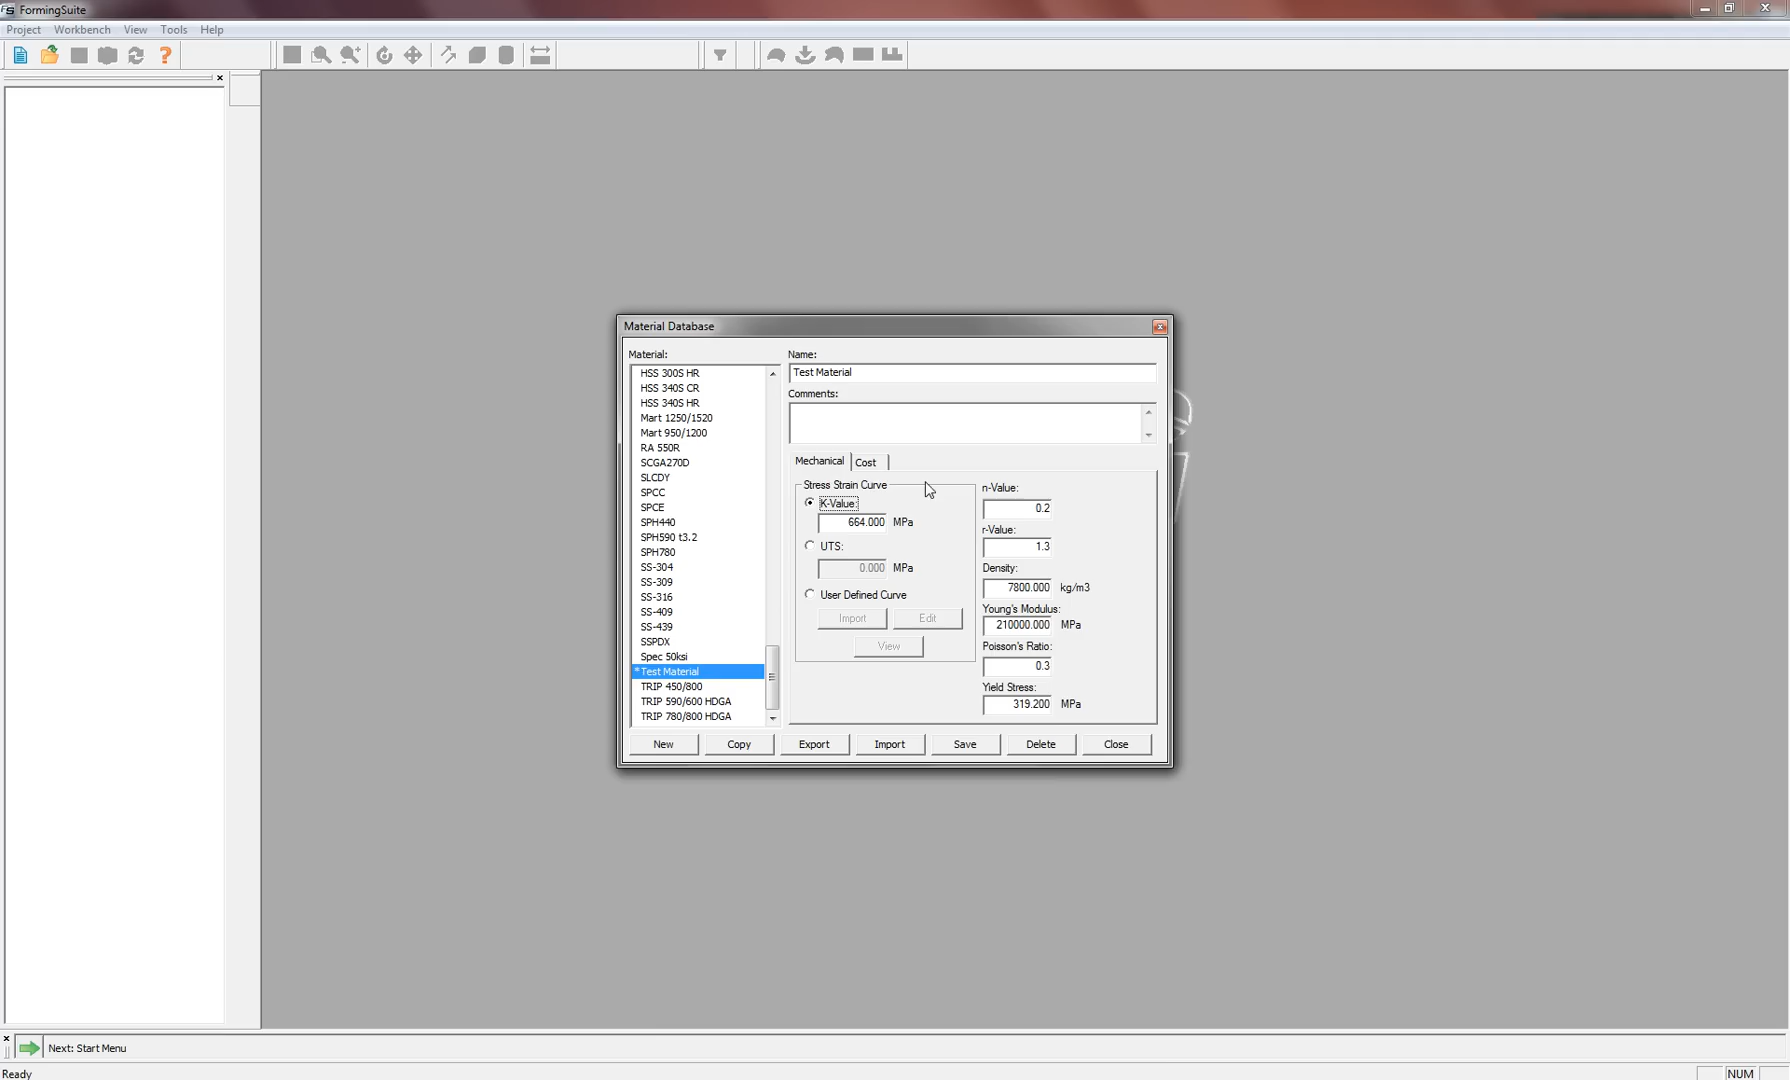 FS FormingSuite
Project Workbench View Tools Help
Material Database
Material:
HSS 300S HR
HSS 340S CR
HSS 340S HR
Mart 1250/1520
Mart 950/1200
RA 550R
SCGA270D
SLCDY
SPCC
SPCE
SPH440
SPH590 t3.2
SPH780
SS-304
SS-309
SS-316
SS-409
SS-439
SSPDX
Spec 50ksi
*Test Material
TRIP 450/800
TRIP 590/600 HDGA
TRIP 780/800 HDGA
Name:
Test Material
Comments:
Mechanical Cost
Stress Strain Curve
K-Value:
664.000 MPa
UTS:
0.000 MPa
User Defined Curve
Import Edit
View
n-Value:
0.2
r-Value:
1.3
Density:
7800.000 kg/m3
Young's Modulus:
210000.000 MPa
Poisson's Ratio:
0.3
Yield Stress:
319.200 MPa
New Copy Export Import Save Delete Close
Next: Start Menu
Ready NUM